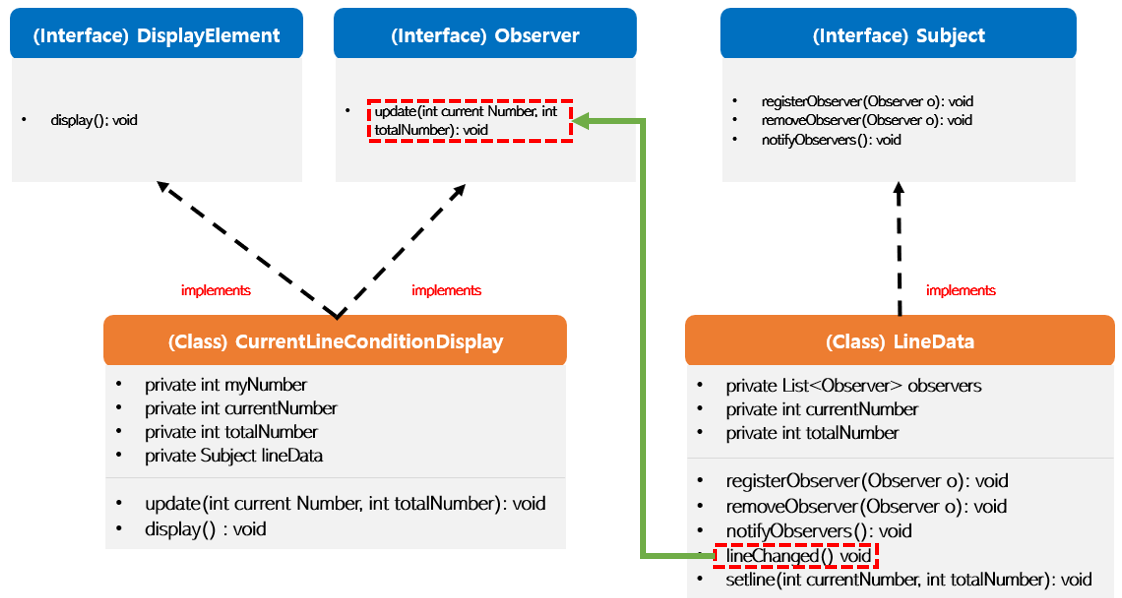 (Interface) DisplayElement
• display(): void
(Interface) Observer
• update(int current Number, int
totalNumber): void
(Interface) Subject
• registerObserver(Observer o): void
• removeObserver(Observer o): void
• notifyObservers(): void
implements
implements
implements
(Class) CurrentLineConditionDisplay
• private int myNumber
• private int currentNumber
• private int totalNumber
• private Subject lineData
• update(int current Number, int totalNumber): void
• display() : void
(Class) LineData
• private List<Observer> observers
• private int currentNumber
• private int totalNumber
• registerObserver(Observer o): void
• removeObserver(Observer o): void
• notifyObservers(): void
• lineChanged() void
• setline(int currentNumber, int totalNumber): void